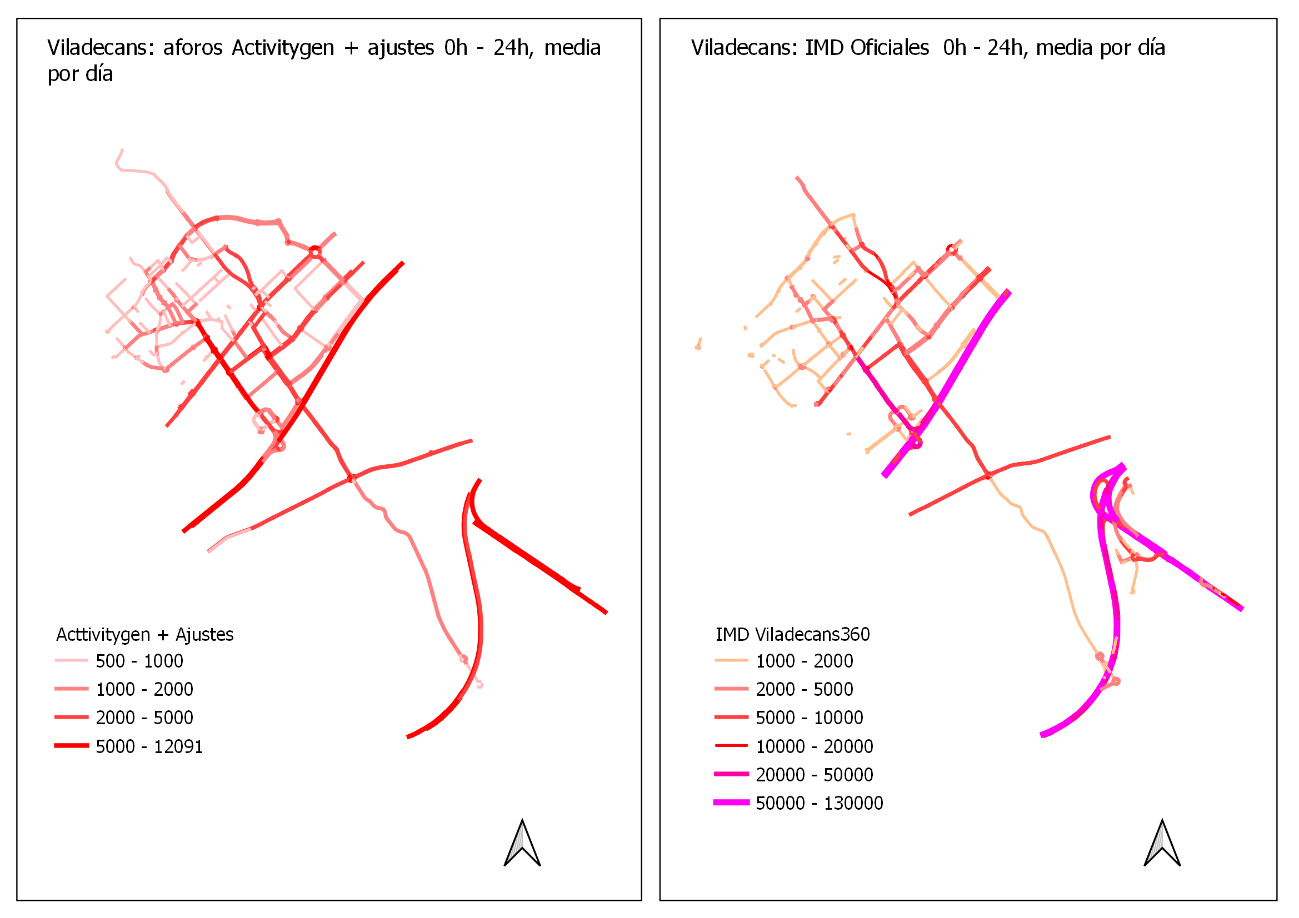 Viladecans: aforos Activitygen + ajustes 0h - 24h, media
por día
Acttivitygen + Ajustes
500 - 1000
1000 - 2000
2000 - 5000
5000 - 12091
Viladecans: IMD Oficiales 0h - 24h, media por día
IMD Viladecans360
1000 - 2000
2000 - 5000
5000 - 10000
10000 - 20000
20000 - 50000
50000 - 130000